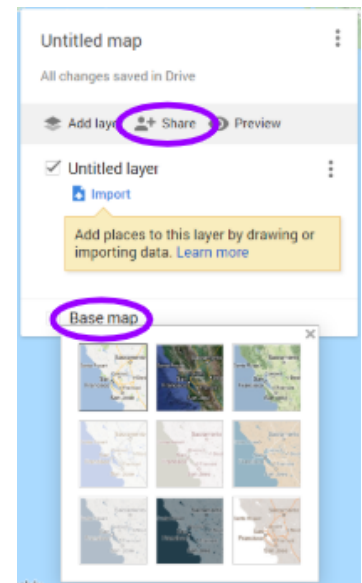 Untitled map
All changes saved in Drive
Add laye Share Preview
Untitled layer
Import
Add places to this layer by drawing or
importing data. Learn more
Base map